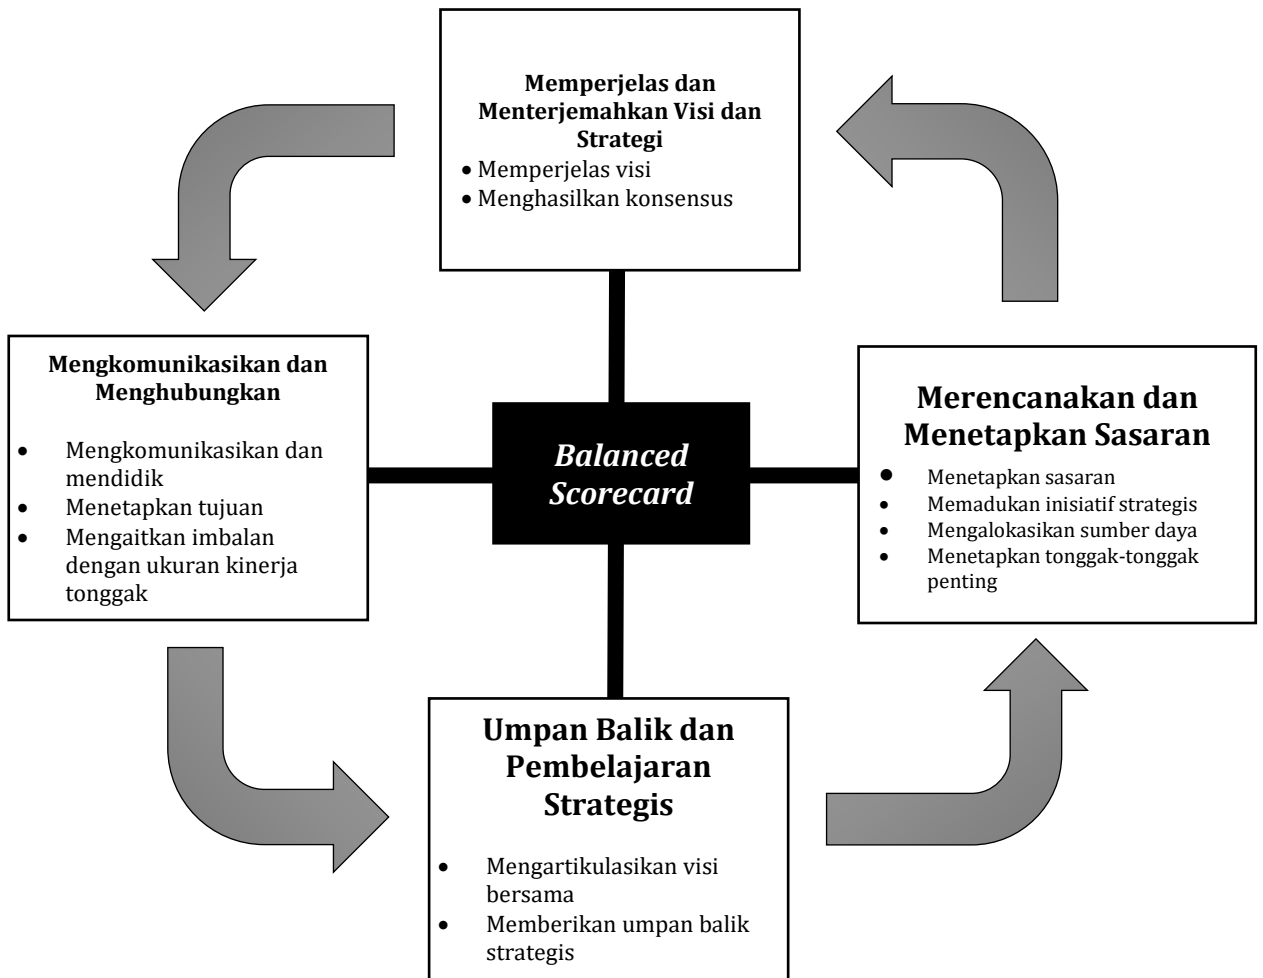 Memperjelas dan
Menterjemahkan Visi dan
Strategi
• Memperjelas visi
• Menghasilkan konsensus
Mengkomunikasikan dan
Menghubungkan
• Mengkomunikasikan dan
mendidik
• Menetapkan tujuan
• Mengaitkan imbalan
dengan ukuran kinerja
tonggak
Balanced
Scorecard
Merencanakan dan
Menetapkan Sasaran
• Menetapkan sasaran
• Memadukan inisiatif strategis
• Mengalokasikan sumber daya
• Menetapkan tonggak-tonggak
penting
Umpan Balik dan
Pembelajaran
Strategis
• Mengartikulasikan visi
bersama
• Memberikan umpan balik
strategis